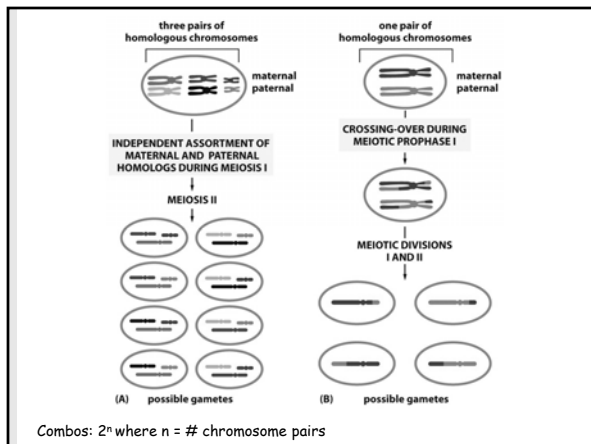 three pairs of
homologous chromosomes
maternal
paternal
INDEPENDENT ASSORTMENT OF
MATERNAL AND PATERNAL
HOMOLOGS DURING MEIOSIS I
MEIOSIS II
(A) possible gametes
one pair of
homologous chromosomes
maternal
paternal
CROSSING-OVER DURING
MEIOTIC PROPHASE I
MEIOTIC DIVISIONS
I AND II
(B) possible gametes
Combos: 2ⁿ where n = # chromosome pairs